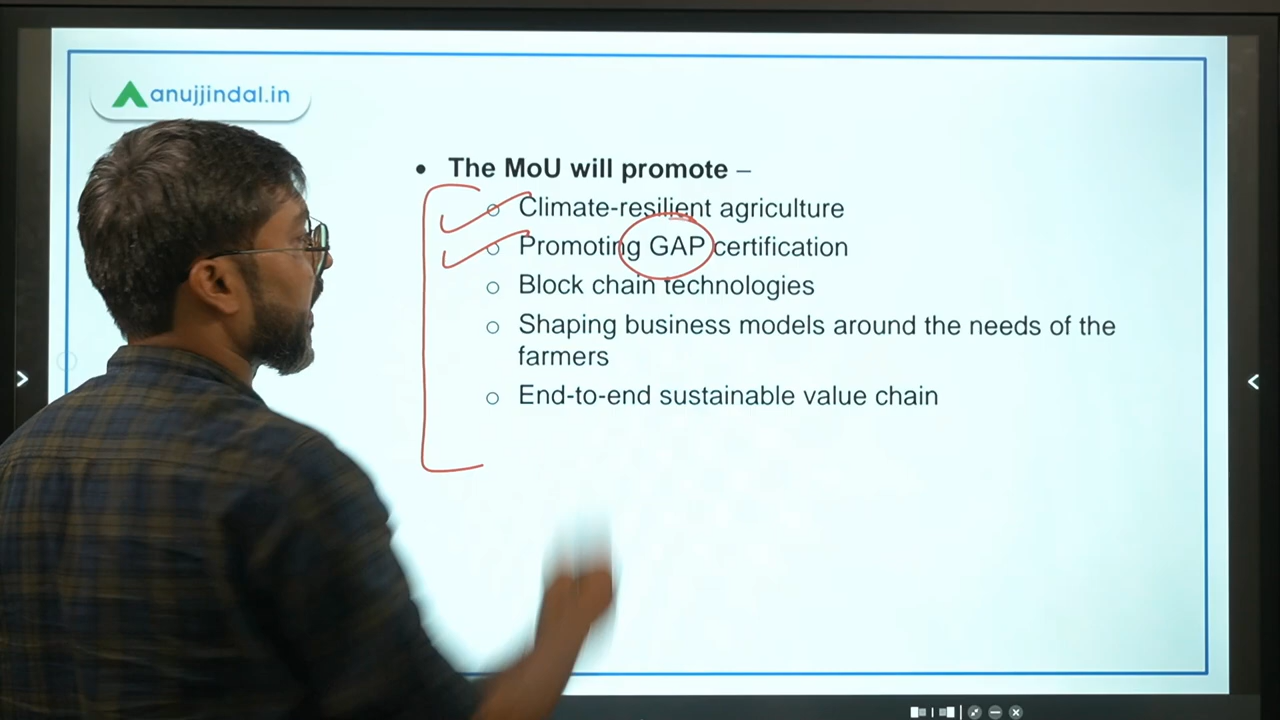 anujjindal.in
• The MoU will promote –
○ Climate-resilient agriculture
○ Promoting GAP certification
○ Block chain technologies
○ Shaping business models around the needs of the
farmers
○ End-to-end sustainable value chain